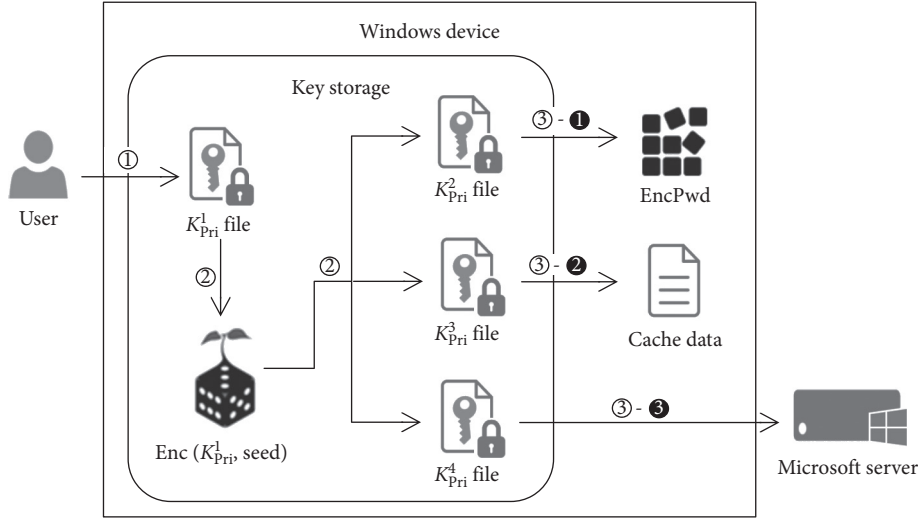 Windows device
Key storage
③ - ❶
①
User
K¹Pri file
K²Pri file
EncPwd
②
②
③ - ❷
K³Pri file
Cache data
③ - ❸
Enc (K¹Pri, seed)
K⁴Pri file
Microsoft server